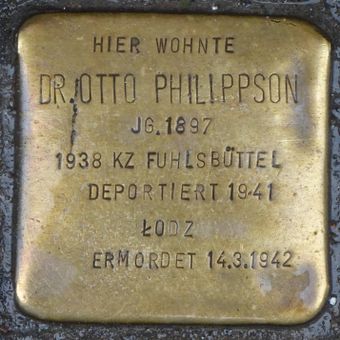 HIER WOHNTE
DR. OTTO PHILIPPSON
JG. 1897
1938 KZ FUHLSBÜTTEL
DEPORTIERT 1941
ŁODZ
ERMORDET 14.3.1942